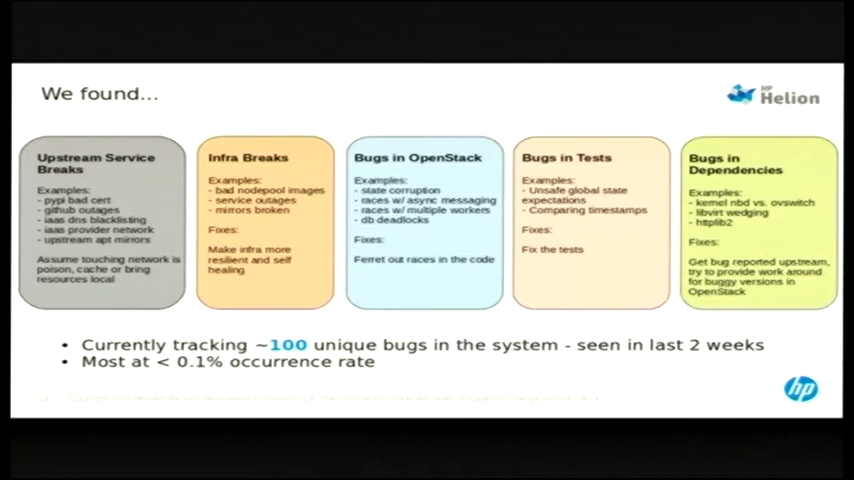 We found...
HP
Helion
Upstream Service
Breaks
Examples:
- pypi bad cert
- github outages
- iaas dns blacklisting
- iaas provider network
- upstream apt mirrors
Assume touching network is
poison, cache or bring
resources local
Infra Breaks
Examples:
- bad nodepool images
- service outages
- mirrors broken
Fixes:
Make infra more
resilient and self
healing
Bugs in OpenStack
Examples:
- state corruption
- races w/ async messaging
- races w/ multiple workers
- db deadlocks
Fixes:
Ferret out races in the code
Bugs in Tests
Examples:
- Unsafe global state
expectations
- Comparing timestamps
Fixes:
Fix the tests
Bugs in
Dependencies
Examples:
- kernel nbd vs. ovswitch
- libvirt wedging
- httplib2
Fixes:
Get bug reported upstream,
try to provide work around
for buggy versions in
OpenStack
• Currently tracking ~100 unique bugs in the system - seen in last 2 weeks
• Most at < 0.1% occurrence rate
hp